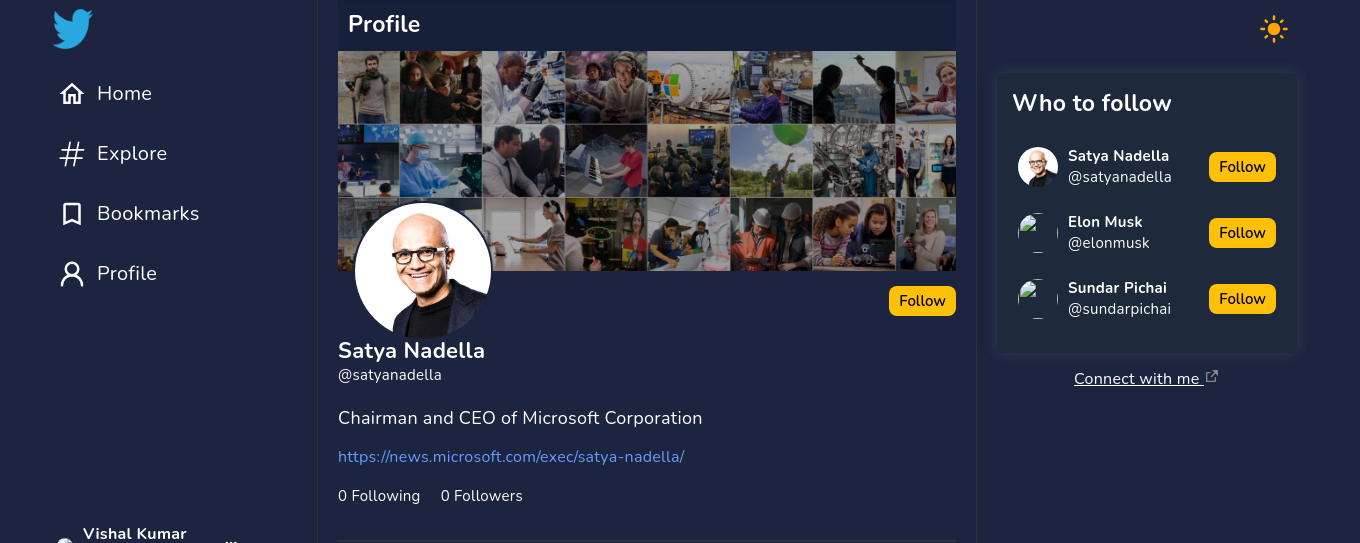 Home
Explore
Bookmarks
Profile
Vishal Kumar
Profile
Follow
Satya Nadella
@satyanadella
Chairman and CEO of Microsoft Corporation
https://news.microsoft.com/exec/satya-nadella/
0 Following 0 Followers
Who to follow
Satya Nadella
@satyanadella
Follow
Elon Musk
@elonmusk
Follow
Sundar Pichai
@sundarpichai
Follow
Connect with me